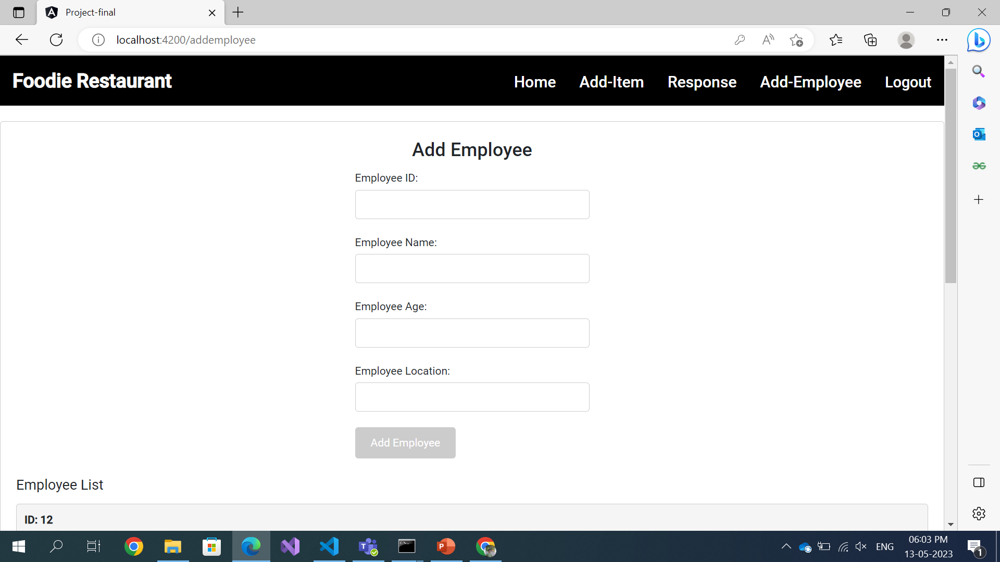 Project-final
localhost:4200/addemployee
Foodie Restaurant
Home Add-Item Response Add-Employee Logout
Add Employee
Employee ID:
Employee Name:
Employee Age:
Employee Location:
Add Employee
Employee List
ID: 12
ENG
06:03 PM
13-05-2023
1